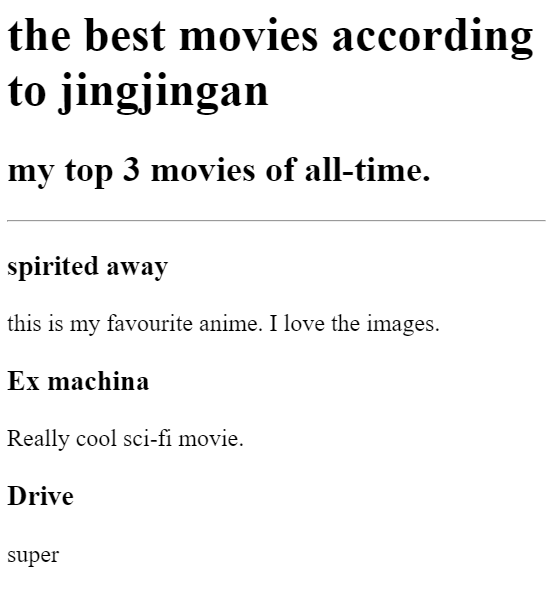 the best movies according
to jingjingan
my top 3 movies of all-time.
spirited away
this is my favourite anime. I love the images.
Ex machina
Really cool sci-fi movie.
Drive
super